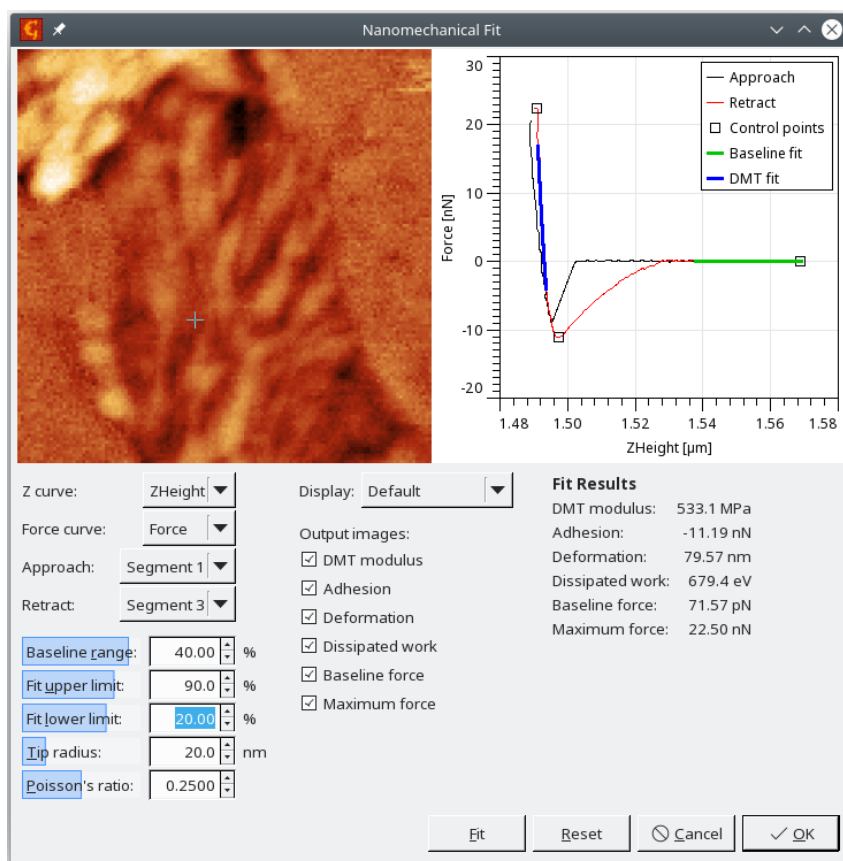 Nanomechanical Fit
30
20
10
0
-10
-20
Force [nN]
1.48 1.50 1.52 1.54 1.56 1.58
ZHeight [µm]
Approach
Retract
Control points
Baseline fit
DMT fit
Z curve: ZHeight
Force curve: Force
Approach: Segment 1
Retract: Segment 3
Baseline range: 40.00 %
Fit upper limit: 90.0 %
Fit lower limit: 20.00 %
Tip radius: 20.0 nm
Poisson's ratio: 0.2500
Display: Default
Output images:
DMT modulus
Adhesion
Deformation
Dissipated work
Baseline force
Maximum force
Fit Results
DMT modulus: 533.1 MPa
Adhesion: -11.19 nN
Deformation: 79.57 nm
Dissipated work: 679.4 eV
Baseline force: 71.57 pN
Maximum force: 22.50 nN
Fit Reset Cancel OK